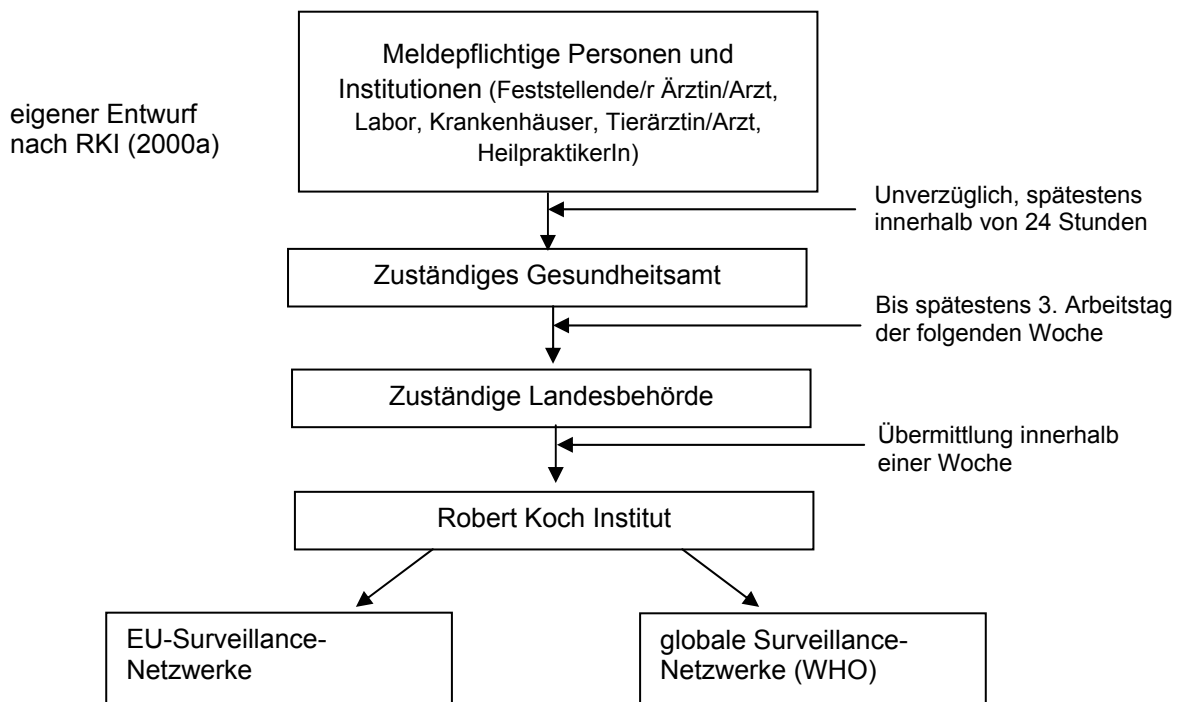 Meldepflichtige Personen und
Institutionen (Feststellende/r Ärztin/Arzt,
Labor, Krankenhäuser, Tierärztin/Arzt,
HeilpraktikerIn)
eigener Entwurf
nach RKI (2000a)
Unverzüglich, spätestens
innerhalb von 24 Stunden
Zuständiges Gesundheitsamt
Bis spätestens 3. Arbeitstag
der folgenden Woche
Zuständige Landesbehörde
Übermittlung innerhalb
einer Woche
Robert Koch Institut
EU-Surveillance-
Netzwerke
globale Surveillance-
Netzwerke (WHO)